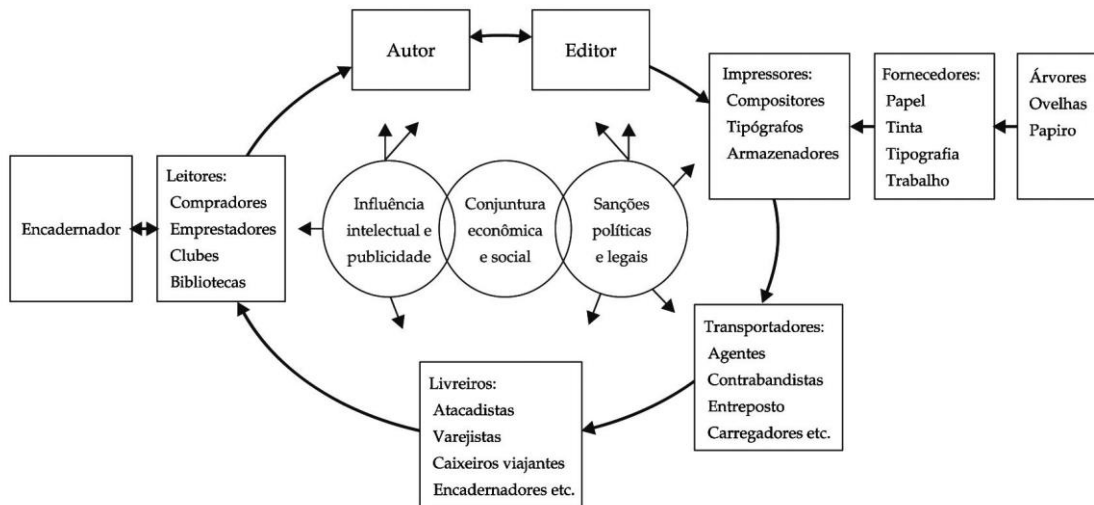 Autor
Editor
Impressores:
Compositores
Tipógrafos
Armazenadores
Fornecedores:
Papel
Tinta
Tipografia
Trabalho
Árvores
Ovelhas
Papiro
Encadernador
Leitores:
Compradores
Emprestadores
Clubes
Bibliotecas
Influência
intelectual e
publicidade
Conjuntura
econômica
e social
Sanções
políticas
e legais
Transportadores:
Agentes
Contrabandistas
Entreposto
Carregadores etc.
Livreiros:
Atacadistas
Varejistas
Caixeiros viajantes
Encadernadores etc.